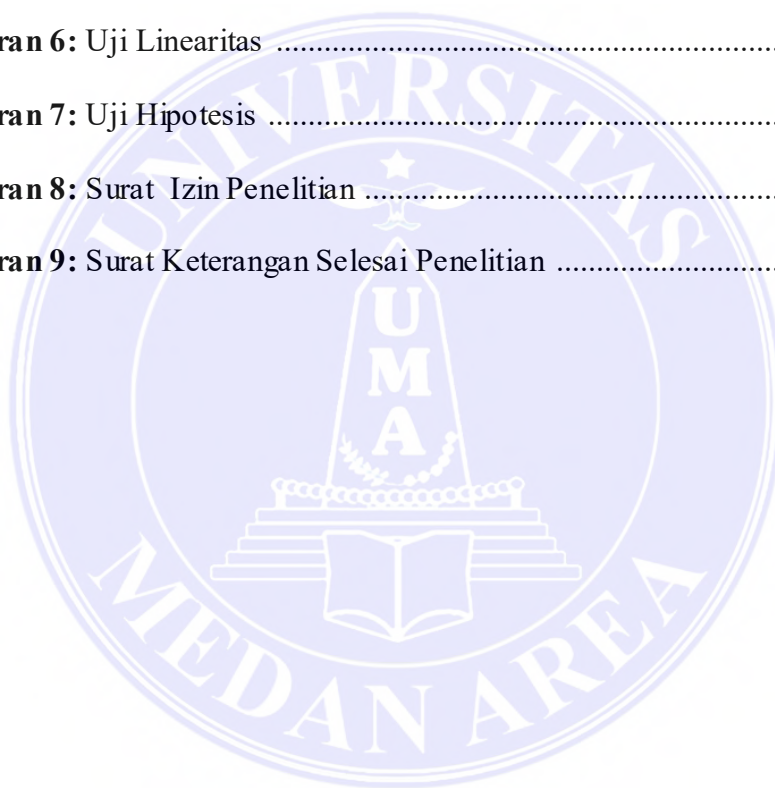 ran 6: Uji Linearitas ................................................................
ran 7: Uji Hipotesis .................................................................
ran 8: Surat Izin Penelitian .....................................................
ran 9: Surat Keterangan Selesai Penelitian ............................
UNIVERSITAS
U
M
A
MEDAN AREA